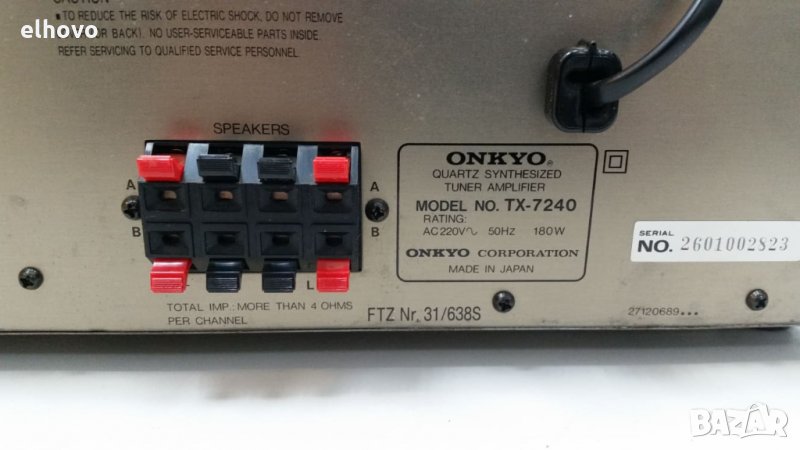 CAUTION
▪TO REDUCE THE RISK OF ELECTRIC SHOCK, DO NOT REMOVE
OR BACK). NO USER-SERVICEABLE PARTS INSIDE.
REFER SERVICING TO QUALIFIED SERVICE PERSONNEL.
elhovo
SPEAKERS
A
A
B
B
L
TOTAL IMP.: MORE THAN 4 OHMS
PER CHANNEL
ONKYO®
QUARTZ SYNTHESIZED
TUNER AMPLIFIER
MODEL NO. TX-7240
RATING:
AC 220V∿ 50HZ 180W
ONKYO CORPORATION
MADE IN JAPAN
SERIAL
NO. 2601002823
FTZ Nr. 31/638S
27120689...
BAZAR